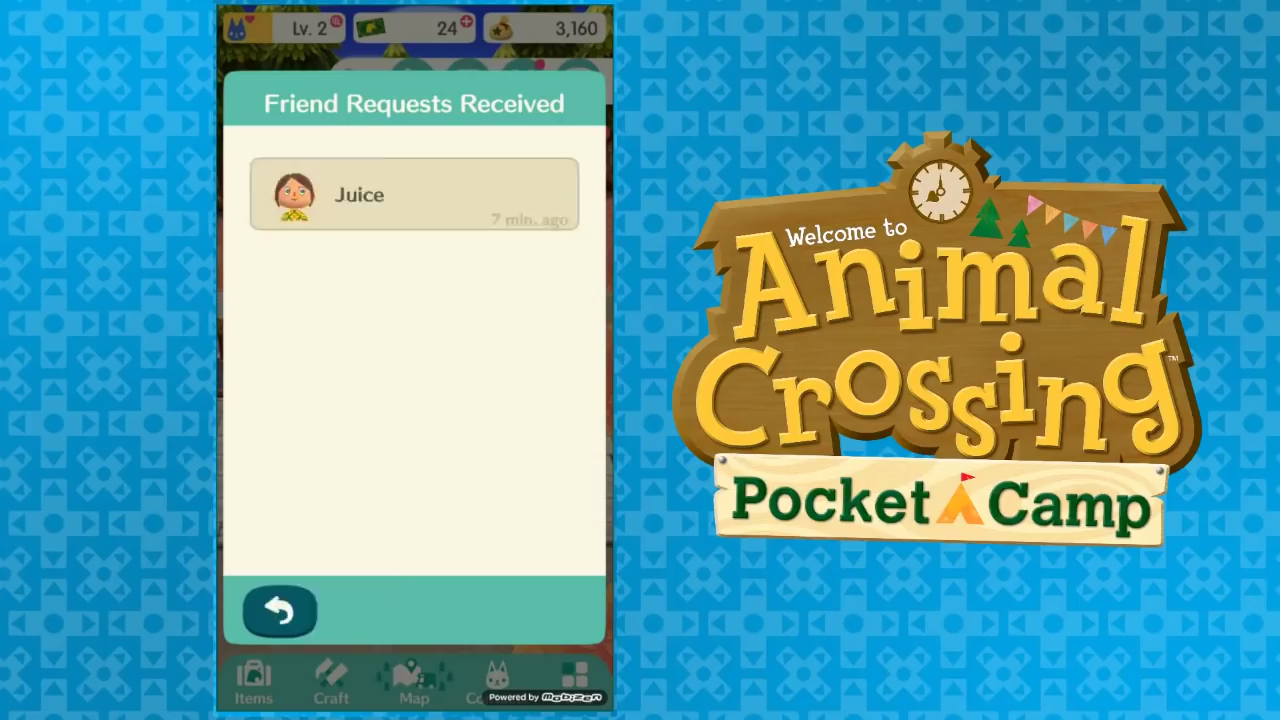 Lv. 2
24
3,160
Friend Requests Received
Juice
7 min. ago
Items
Craft
Map
Powered by Mobizen
Welcome to
Animal
Crossing
™
Pocket Camp